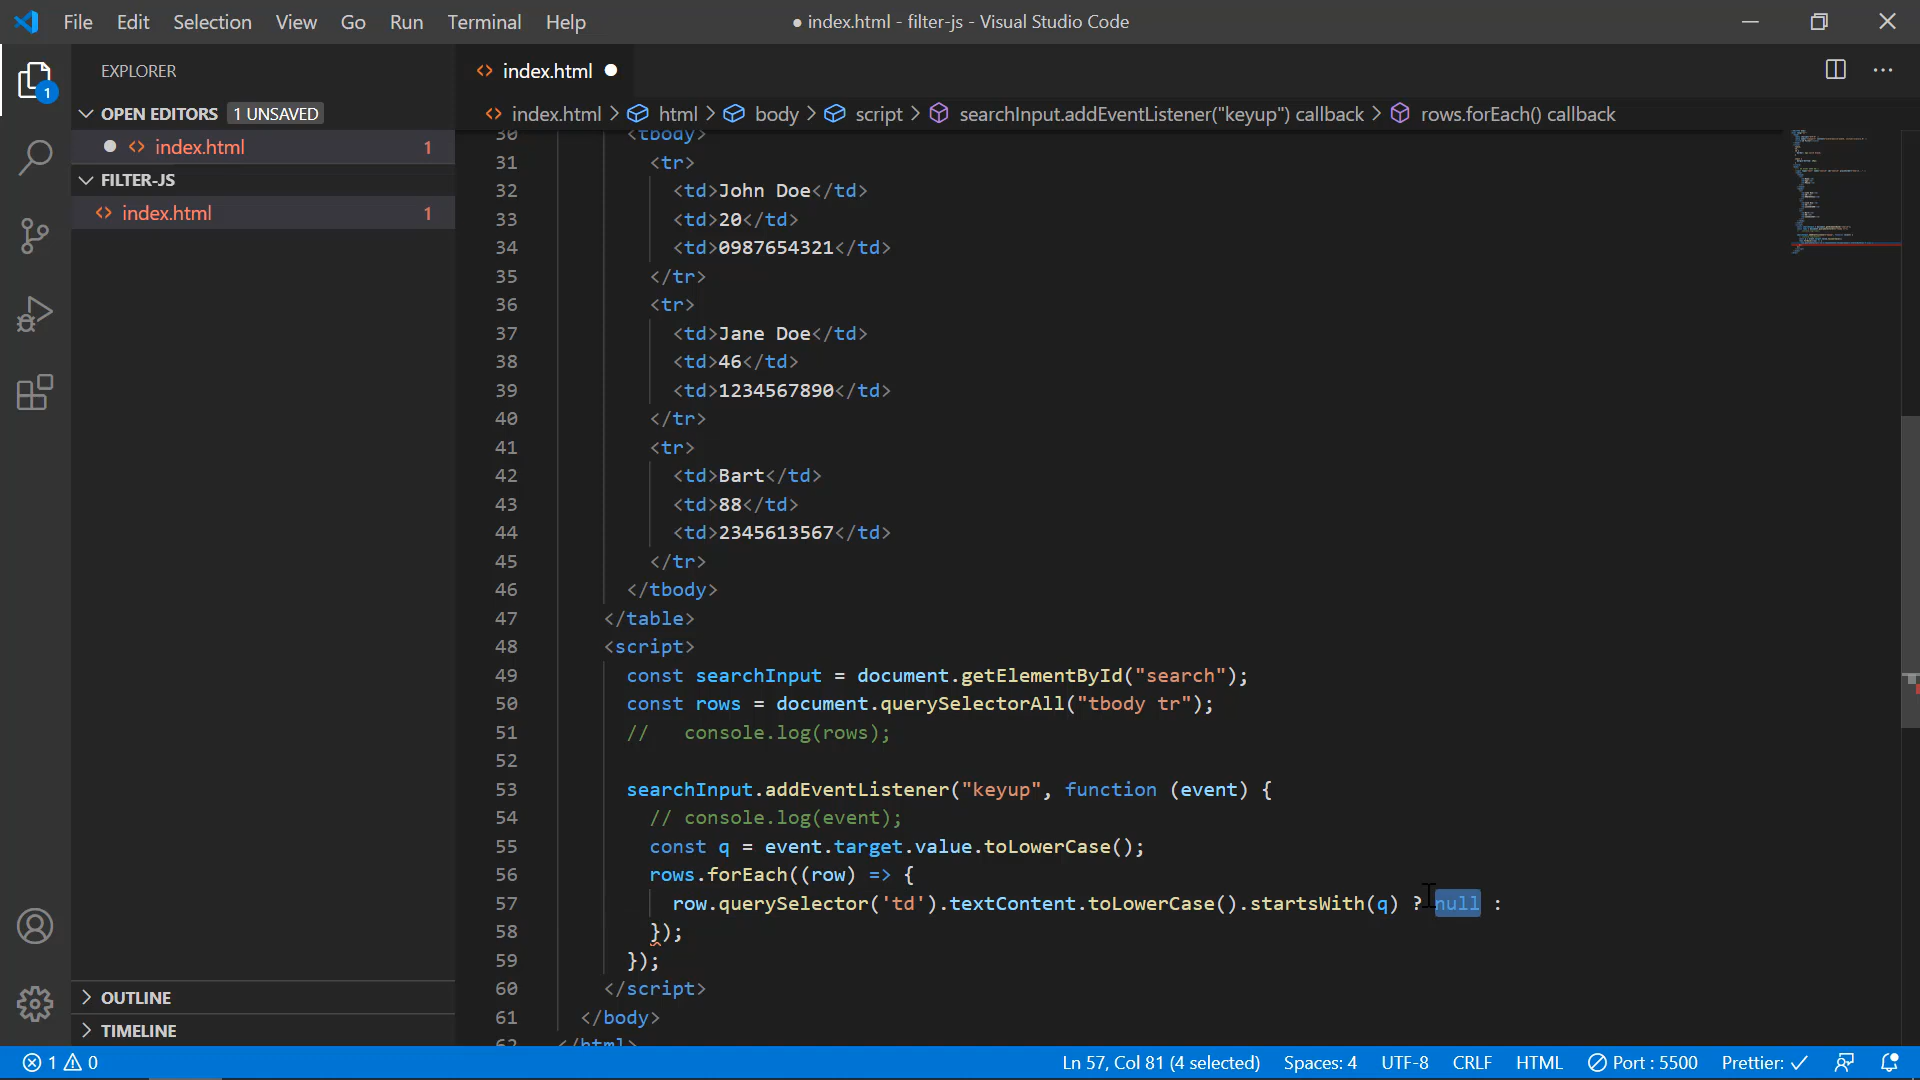 File Edit Selection View Go Run Terminal Help
● index.html - filter-js - Visual Studio Code
EXPLORER
OPEN EDITORS 1 UNSAVED
index.html 1
FILTER-JS
index.html 1
OUTLINE
TIMELINE
1
index.html
index.html > html > body > script > searchInput.addEventListener("keyup") callback > rows.forEach() callback
30 <tbody>
31 <tr>
32 <td>John Doe</td>
33 <td>20</td>
34 <td>0987654321</td>
35 </tr>
36 <tr>
37 <td>Jane Doe</td>
38 <td>46</td>
39 <td>1234567890</td>
40 </tr>
41 <tr>
42 <td>Bart</td>
43 <td>88</td>
44 <td>2345613567</td>
45 </tr>
46 </tbody>
47 </table>
48 <script>
49 const searchInput = document.getElementById("search");
50 const rows = document.querySelectorAll("tbody tr");
51 //   console.log(rows);
52
53 searchInput.addEventListener("keyup", function (event) {
54 // console.log(event);
55 const q = event.target.value.toLowerCase();
56 rows.forEach((row) => {
57 row.querySelector('td').textContent.toLowerCase().startsWith(q) ? null :
58 });
59 });
60 </script>
61 </body>
62 </html>
1 0
Ln 57, Col 81 (4 selected) Spaces: 4 UTF-8 CRLF HTML Port : 5500 Prettier: ✓